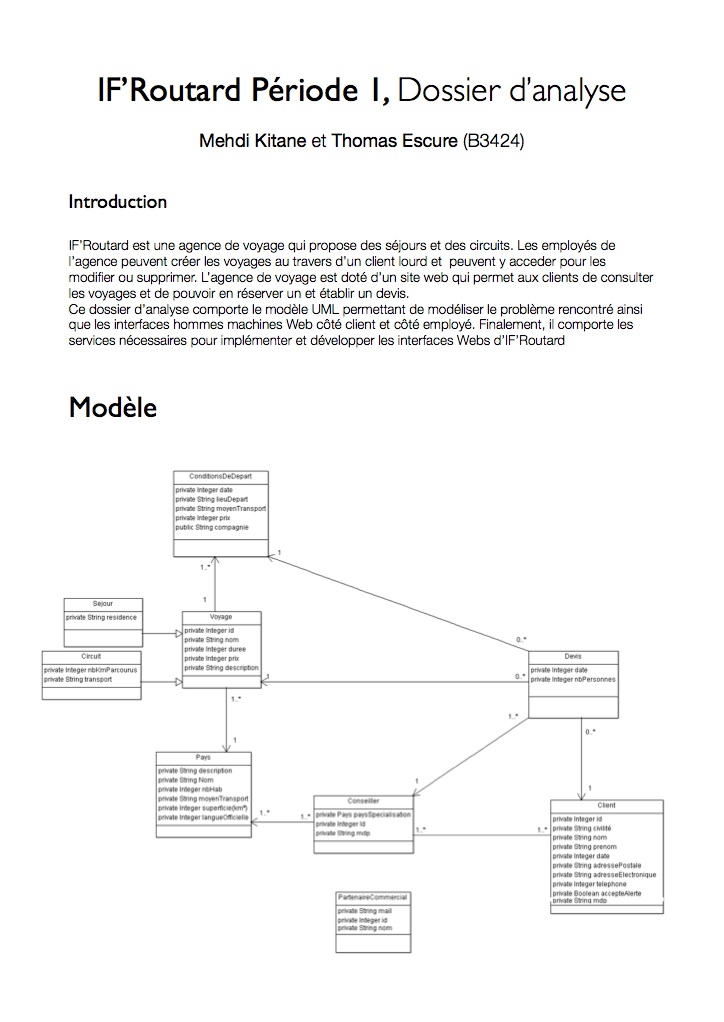 IF’Routard Période 1, Dossier d’analyse
Mehdi Kitane et Thomas Escure (B3424)
Introduction
IF’Routard est une agence de voyage qui propose des séjours et des circuits. Les employés de
l’agence peuvent créer les voyages au travers d’un client lourd et  peuvent y acceder pour les
modifier ou supprimer. L’agence de voyage est doté d’un site web qui permet aux clients de consulter
les voyages et de pouvoir en réserver un et établir un devis.
Ce dossier d’analyse comporte le modèle UML permettant de modéliser le problème rencontré ainsi
que les interfaces hommes machines Web côté client et côté employé. Finalement, il comporte les
services nécessaires pour implémenter et développer les interfaces Webs d’IF’Routard
Modèle
ConditionsDeDepart
private Integer date
private String lieuDepart
private String moyenTransport
private Integer prix
public String compagnie
1
1..*
1
Sejour
private String residence
Circuit
private Integer nbKmParcourus
private String transport
Voyage
private Integer id
private String nom
private Integer duree
private Integer prix
private String description
1
1..*
1
0..*
0..*
Devis
private Integer date
private Integer nbPersonnes
1..*
0..*
1
1
Pays
private String description
private String Nom
private Integer nbHab
private String moyenTransport
private Integer superficie(km²)
private Integer langueOfficielle
1..*
1..*
Conseiller
private Pays paysSpecialisation
private Integer Id
private String mdp
1..*
1..*
Client
private Integer id
private String civilité
private String nom
private String prenom
private Integer date
private String adressePostale
private String adresseElectronique
private Integer telephone
private Boolean accepteAlerte
private String mdp
PartenaireCommercial
private String mail
private Integer id
private String nom